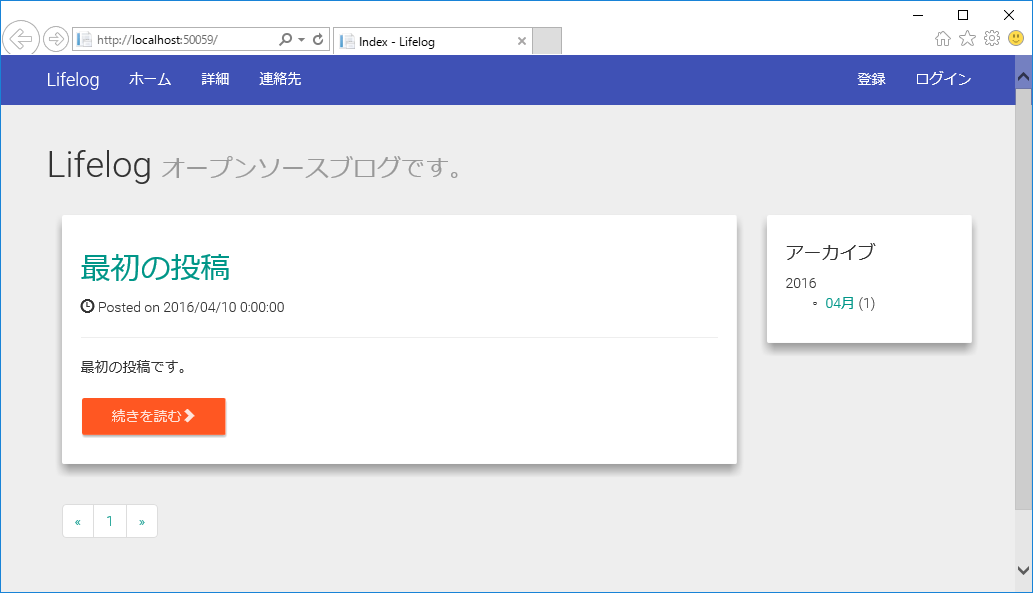 http://localhost:50059/
Index - Lifelog
Lifelog ホーム 詳細 連絡先 登録 ログイン
Lifelog オープンソースブログです。
最初の投稿
Posted on 2016/04/10 0:00:00
最初の投稿です。
続きを読む
« 1 »
アーカイブ
2016
04月 (1)